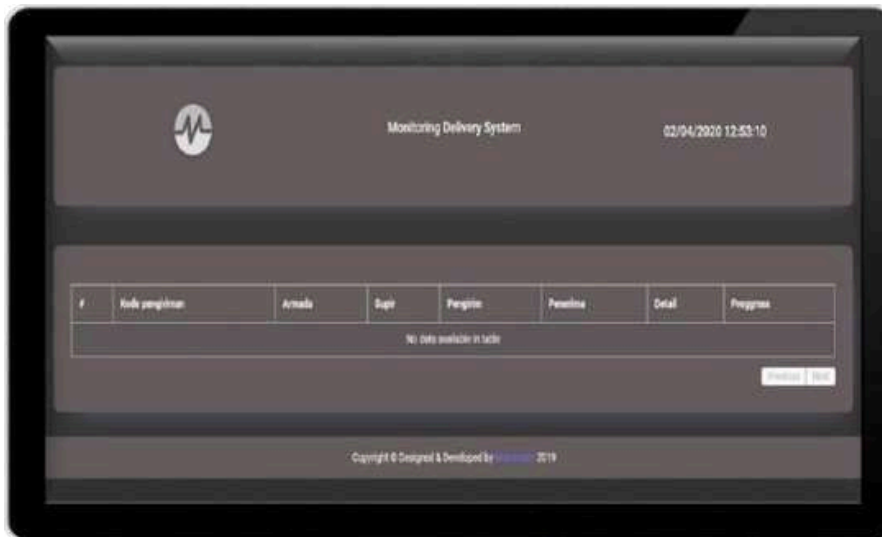 Monitoring Delivery System
02/04/2020 12:53:10
# Kode pengiriman Armada Supir Pengirim Penerima Detail Proggress
No data available in table
Previous Next
Copyright © Designed & Developed by 2019